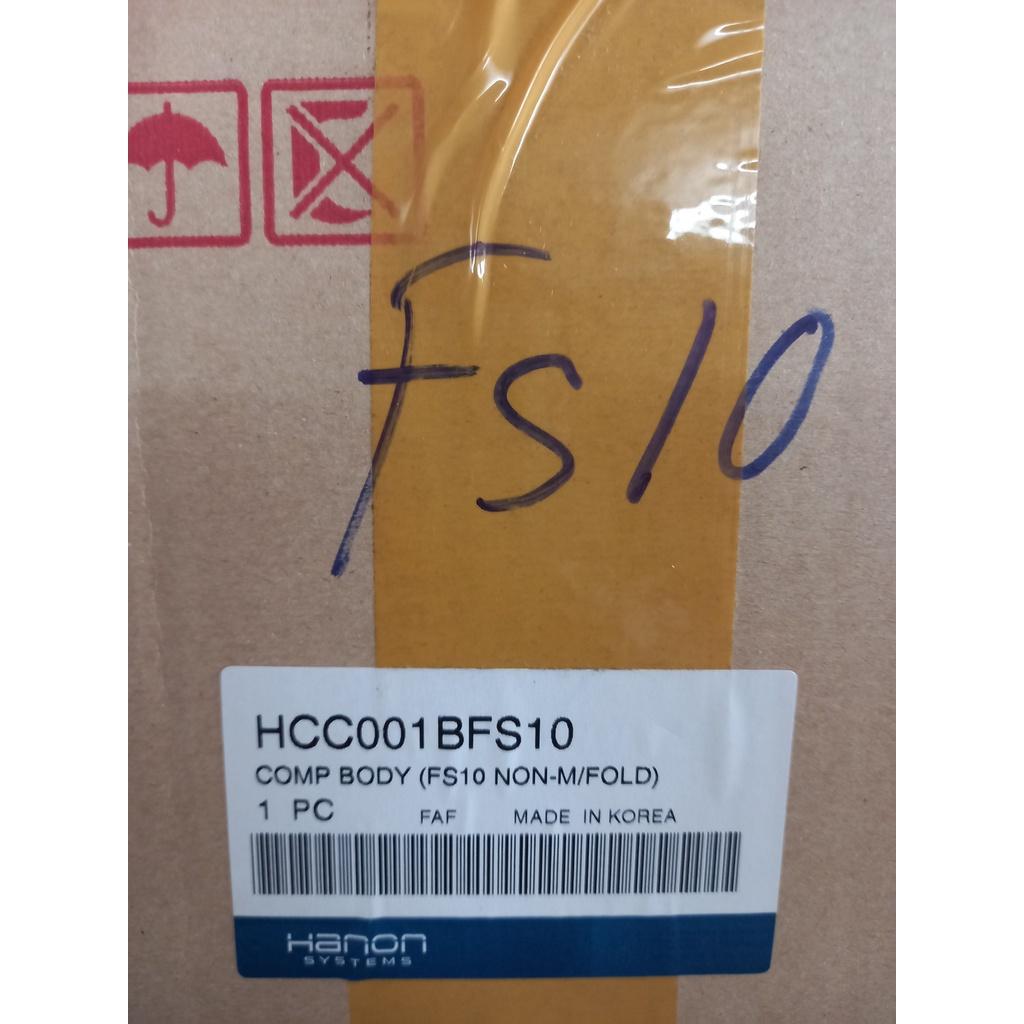 FS10
HCC001BFS10
COMP BODY (FS10 NON-M/FOLD)
1 PC FAF MADE IN KOREA
Hanon
SYSTEMS